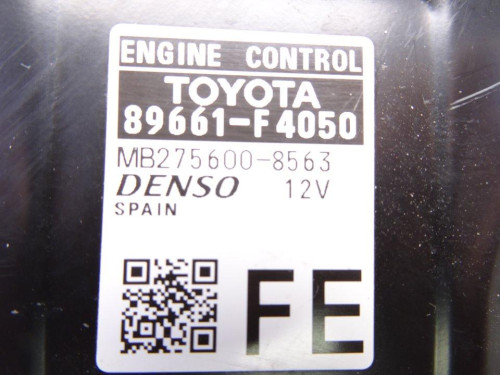 ENGINE CONTROL
TOYOTA
89661-F4050
MB275600-8563
DENSO 12V
SPAIN
FE